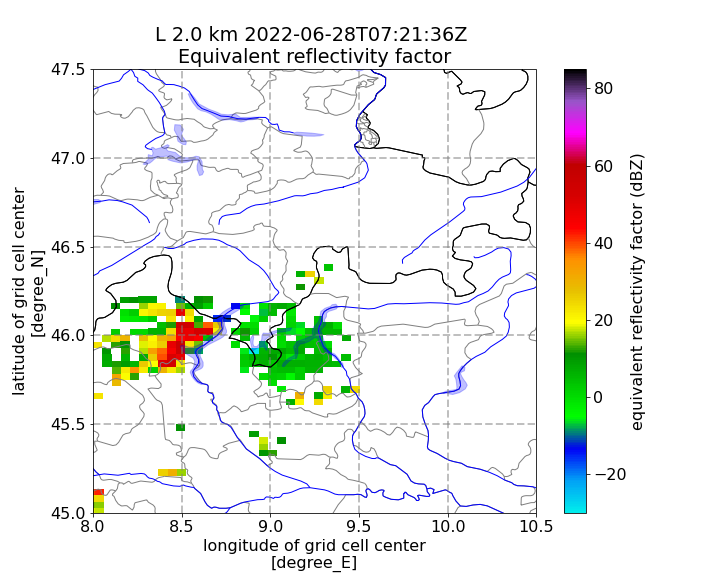 L 2.0 km 2022-06-28T07:21:36Z
Equivalent reflectivity factor
47.5
47.0
46.5
46.0
45.5
45.0
latitude of grid cell center
[degree_N]
8.0 8.5 9.0 9.5 10.0 10.5
longitude of grid cell center
[degree_E]
80
60
40
20
0
−20
equivalent reflectivity factor (dBZ)